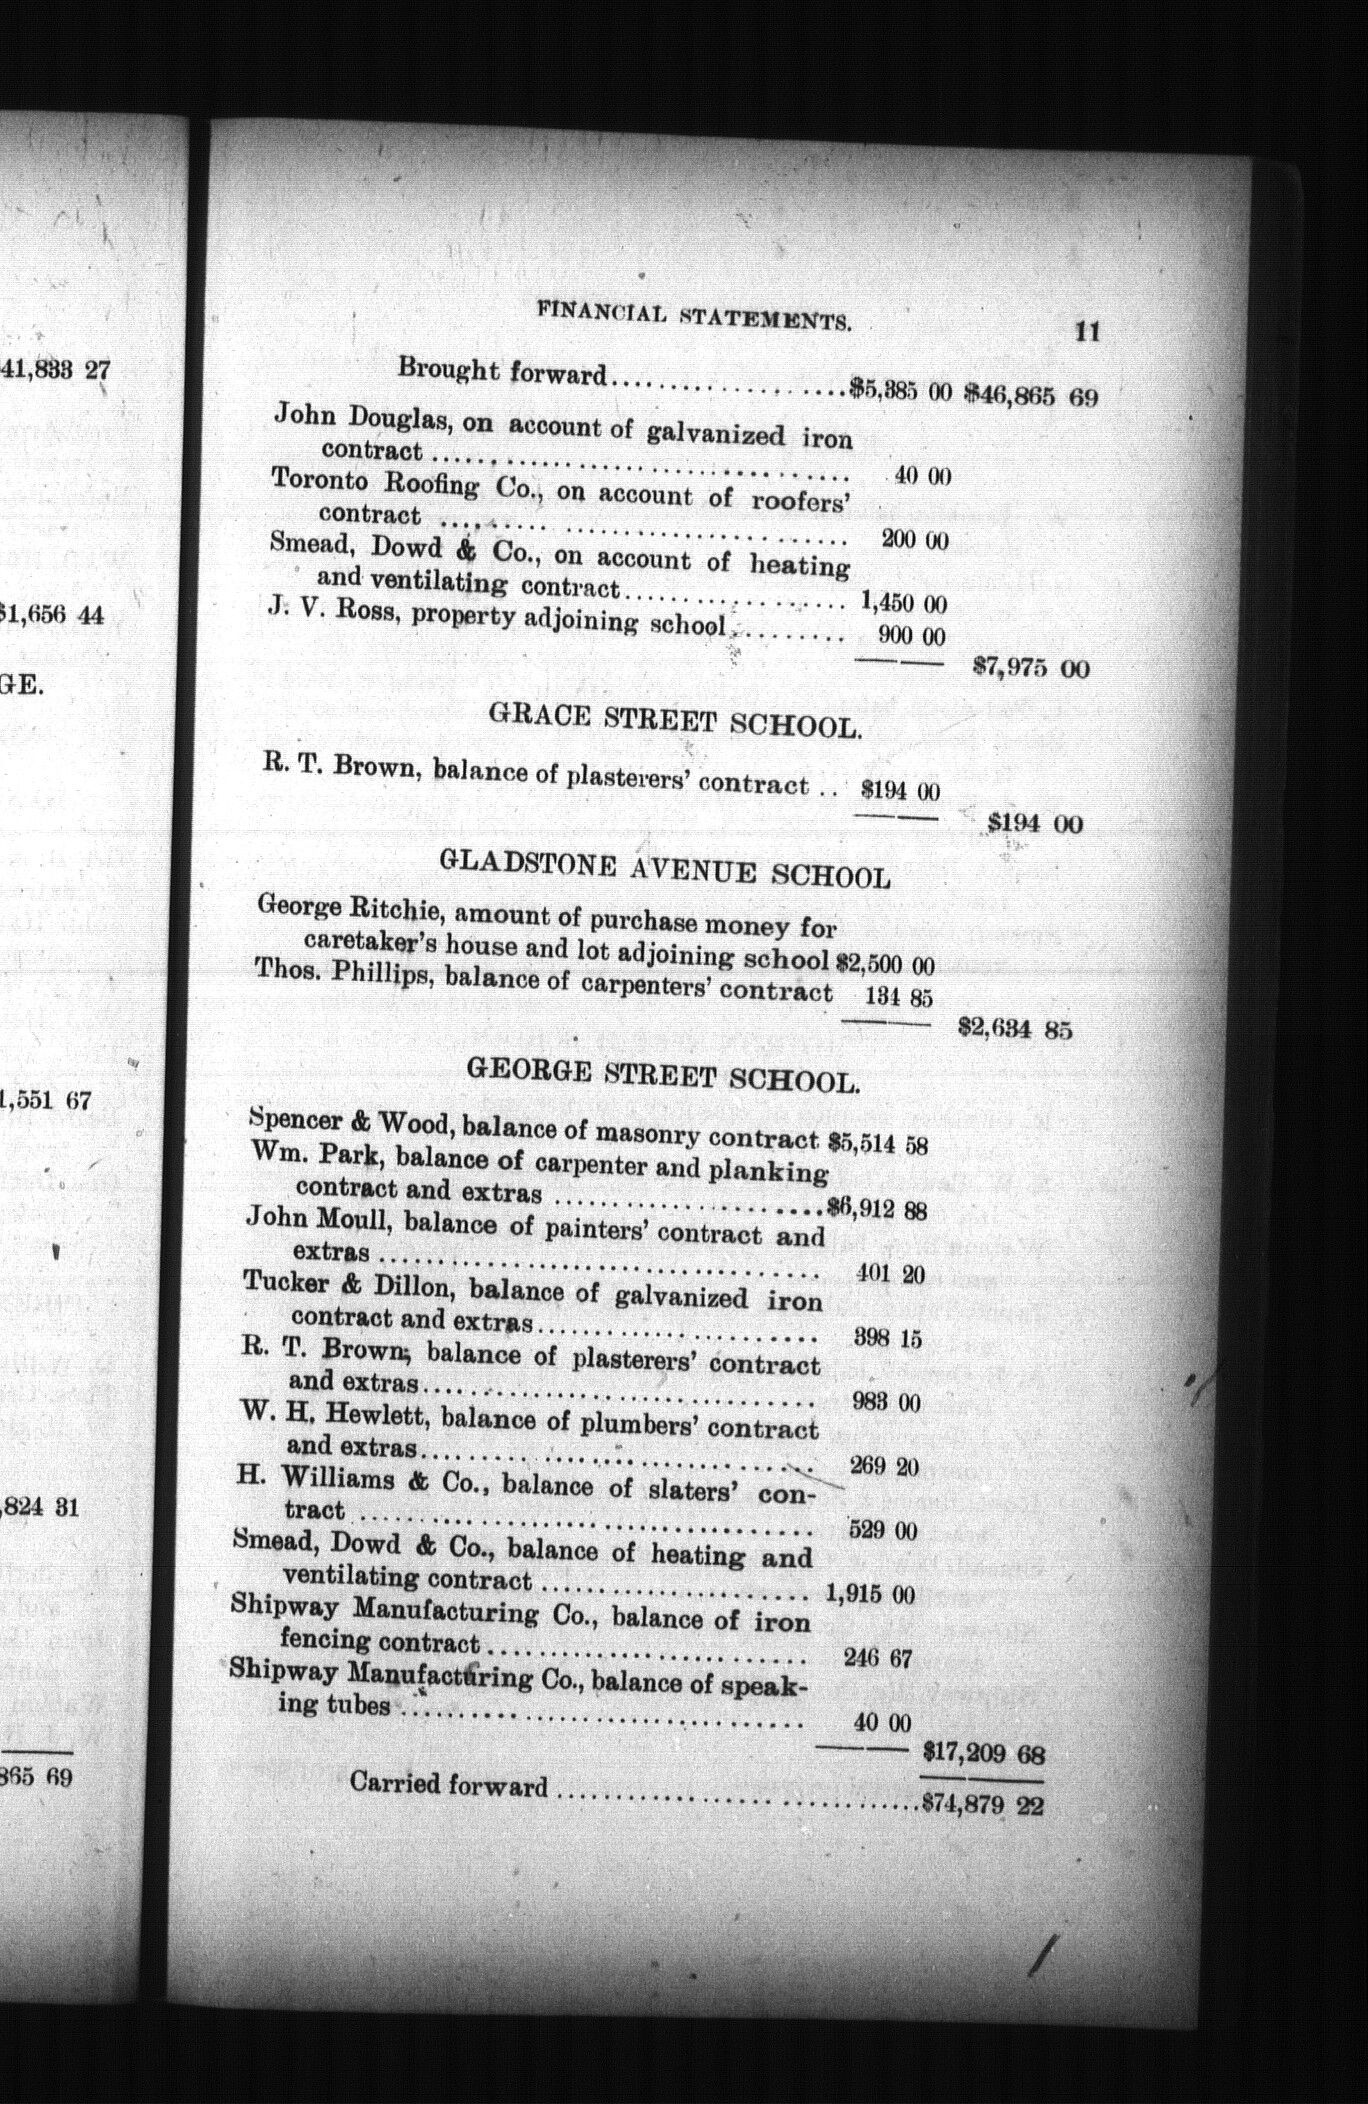 41,833 27
$1,656 44
GE.
1,551 67
,824 31
865 69
FINANCIAL STATEMENTS. 11
Brought forward....................$5,385 00 $46,865 69
John Douglas, on account of galvanized iron
contract .................................... 40 00
Toronto Roofing Co., on account of roofers'
contract .................................... 200 00
Smead, Dowd & Co., on account of heating
and ventilating contract................... 1,450 00
J. V. Ross, property adjoining school.......... 900 00
$7,975 00
GRACE STREET SCHOOL.
R. T. Brown, balance of plasterers' contract .. $194 00
$194 00
GLADSTONE AVENUE SCHOOL
George Ritchie, amount of purchase money for
caretaker's house and lot adjoining school $2,500 00
Thos. Phillips, balance of carpenters' contract 134 85
$2,634 85
GEORGE STREET SCHOOL.
Spencer & Wood, balance of masonry contract $5,514 58
Wm. Park, balance of carpenter and planking
contract and extras .......................$6,912 88
John Moull, balance of painters' contract and
extras ...................................... 401 20
Tucker & Dillon, balance of galvanized iron
contract and extras........................ 398 15
R. T. Brown, balance of plasterers' contract
and extras.................................. 983 00
W. H. Hewlett, balance of plumbers' contract
and extras.................................. 269 20
H. Williams & Co., balance of slaters' con-
tract ....................................... 529 00
Smead, Dowd & Co., balance of heating and
ventilating contract ....................... 1,915 00
Shipway Manufacturing Co., balance of iron
fencing contract ........................... 246 67
Shipway Manufacturing Co., balance of speak-
ing tubes ................................... 40 00
$17,209 68
Carried forward ...............................$74,879 22